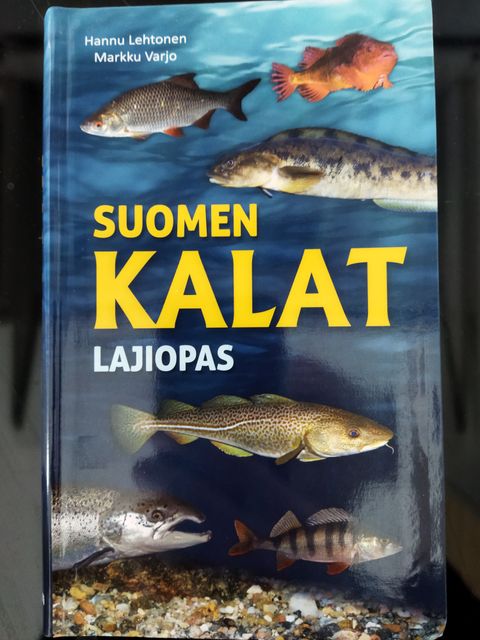 Hannu Lehtonen
Markku Varjo
SUOMEN
KALAT
LAJIOPAS